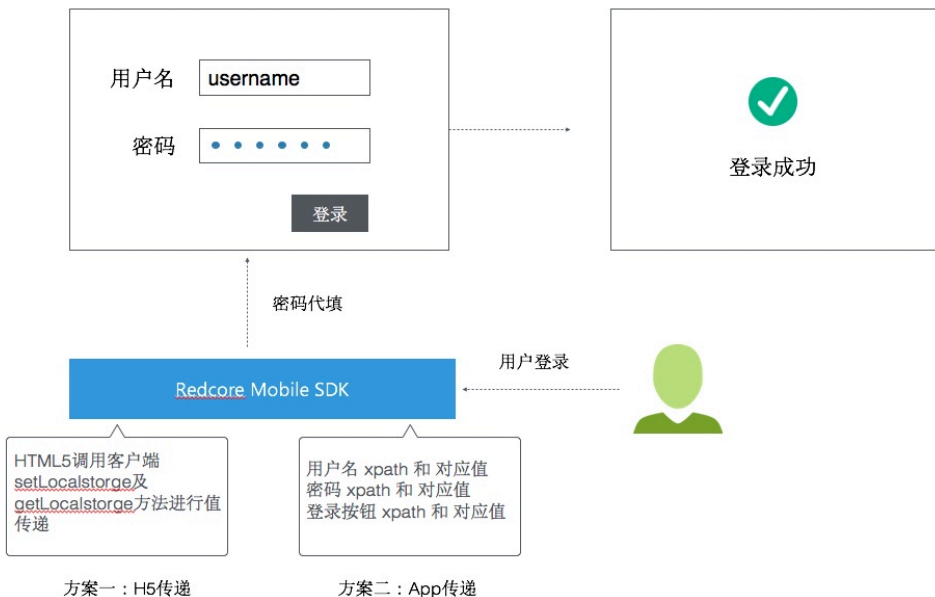 用户名
username
密码
登录
登录成功
密码代填
用户登录
Redcore Mobile SDK
HTML5调用客户端
setLocalstorge及
getLocalstorge方法进行值
传递
用户名 xpath 和 对应值
密码 xpath 和 对应值
登录按钮 xpath 和 对应值
方案一：H5传递
方案二：App传递